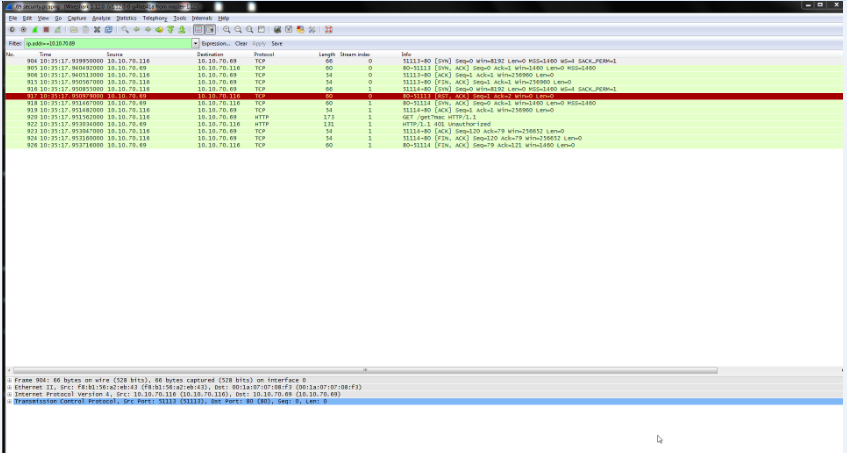 File Edit View Go Capture Analyze Statistics Telephony Tools Internals Help
Filter: ip.addr==10.10.70.69 Expression... Clear Apply Save
No. Time Source Destination Protocol Length Stream index Info
904 10:35:17.939950000 10.10.70.116 10.10.70.69 TCP 66 0 51113→80 [SYN] Seq=0 Win=8192 Len=0 MSS=1460 WS=4 SACK_PERM=1
905 10:35:17.940492000 10.10.70.69 10.10.70.116 TCP 60 0 80→51113 [SYN, ACK] Seq=0 Ack=1 Win=1460 Len=0 MSS=1460
906 10:35:17.940513000 10.10.70.116 10.10.70.69 TCP 54 0 51113→80 [ACK] Seq=1 Ack=1 Win=256960 Len=0
915 10:35:17.950567000 10.10.70.116 10.10.70.69 TCP 54 0 51113→80 [FIN, ACK] Seq=1 Ack=1 Win=256960 Len=0
916 10:35:17.950855000 10.10.70.116 10.10.70.69 TCP 66 1 51114→80 [SYN] Seq=0 Win=8192 Len=0 MSS=1460 WS=4 SACK_PERM=1
917 10:35:17.950979000 10.10.70.69 10.10.70.116 TCP 60 0 80→51113 [RST, ACK] Seq=1 Ack=2 Win=0 Len=0
918 10:35:17.951467000 10.10.70.69 10.10.70.116 TCP 60 1 80→51114 [SYN, ACK] Seq=0 Ack=1 Win=1460 Len=0 MSS=1460
919 10:35:17.951482000 10.10.70.116 10.10.70.69 TCP 54 1 51114→80 [ACK] Seq=1 Ack=1 Win=256960 Len=0
920 10:35:17.951562000 10.10.70.116 10.10.70.69 HTTP 173 1 GET /get?mac HTTP/1.1
922 10:35:17.953034000 10.10.70.69 10.10.70.116 HTTP 131 1 HTTP/1.1 401 Unauthorized
923 10:35:17.953047000 10.10.70.116 10.10.70.69 TCP 54 1 51114→80 [ACK] Seq=120 Ack=79 Win=256652 Len=0
924 10:35:17.953168000 10.10.70.116 10.10.70.69 TCP 54 1 51114→80 [FIN, ACK] Seq=120 Ack=79 Win=256652 Len=0
926 10:35:17.953716000 10.10.70.69 10.10.70.116 TCP 60 1 80→51114 [FIN, ACK] Seq=79 Ack=121 Win=1460 Len=0
Frame 904: 66 bytes on wire (528 bits), 66 bytes captured (528 bits) on interface 0
Ethernet II, Src: f8:b1:56:a2:eb:43 (f8:b1:56:a2:eb:43), Dst: 00:1a:07:07:08:f3 (00:1a:07:07:08:f3)
Internet Protocol Version 4, Src: 10.10.70.116 (10.10.70.116), Dst: 10.10.70.69 (10.10.70.69)
Transmission Control Protocol, Src Port: 51113 (51113), Dst Port: 80 (80), Seq: 0, Len: 0